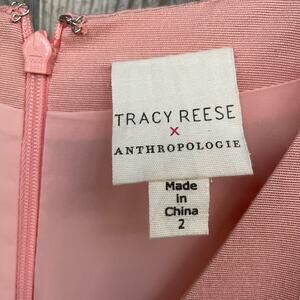 TRACY REESE
x
ANTHROPOLOGIE
Made
in
China
2